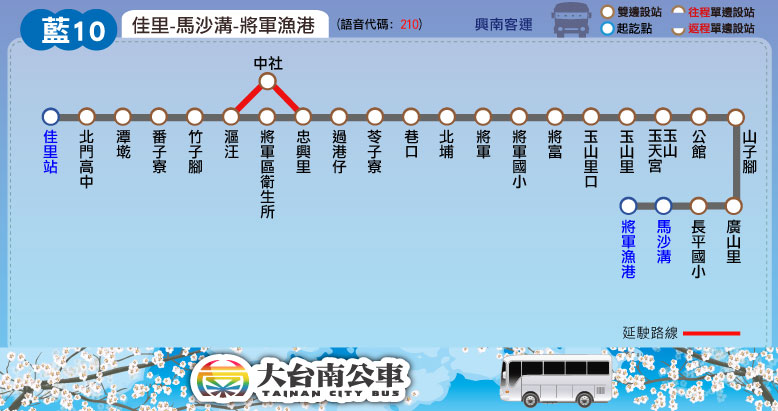 藍10
佳里-馬沙溝-將軍漁港
(語音代碼: 210)
興南客運
雙邊設站
往程單邊設站
起訖點
返程單邊設站
中社
佳里站
北門高中
潭墘
番子寮
竹子腳
漚汪
將軍區衛生所
忠興里
過港仔
苓子寮
巷口
北埔
將軍
將軍國小
將富
玉山里口
玉山里
玉山
玉天宮
公館
山子腳
將軍漁港
馬沙溝
長平國小
廣山里
延駛路線
大台南公車
TAINAN CITY BUS